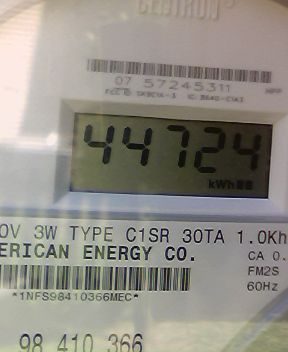 CENTRON
07 57245311
44724
kWh
0V 3W TYPE C1SR 30TA 1.0Kh
ERICAN ENERGY CO. CA 0.
FM2S
*1NFS98410366MEC* 60Hz
98 410 366